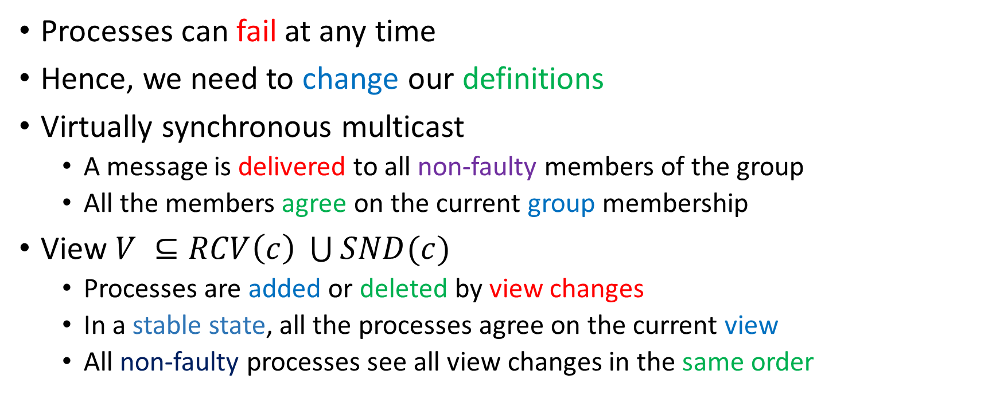 • Processes can fail at any time
• Hence, we need to change our definitions
• Virtually synchronous multicast
• A message is delivered to all non-faulty members of the group
• All the members agree on the current group membership
• View V ⊆ RCV(c) ∪ SND(c)
• Processes are added or deleted by view changes
• In a stable state, all the processes agree on the current view
• All non-faulty processes see all view changes in the same order